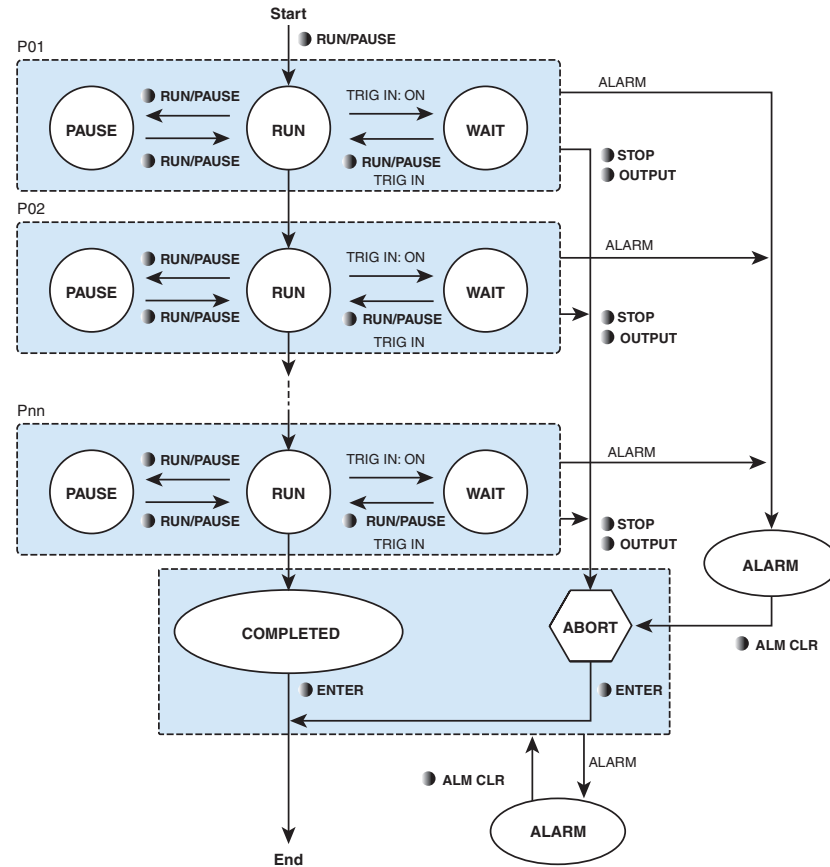 Start
RUN/PAUSE
P01
RUN/PAUSE
TRIG IN: ON
ALARM
PAUSE
RUN
WAIT
RUN/PAUSE
RUN/PAUSE
TRIG IN
STOP
OUTPUT
P02
RUN/PAUSE
TRIG IN: ON
ALARM
PAUSE
RUN
WAIT
RUN/PAUSE
RUN/PAUSE
TRIG IN
STOP
OUTPUT
Pnn
RUN/PAUSE
TRIG IN: ON
ALARM
PAUSE
RUN
WAIT
RUN/PAUSE
RUN/PAUSE
TRIG IN
STOP
OUTPUT
ALARM
COMPLETED
ABORT
ALM CLR
ENTER
ENTER
ALM CLR
ALARM
ALARM
End